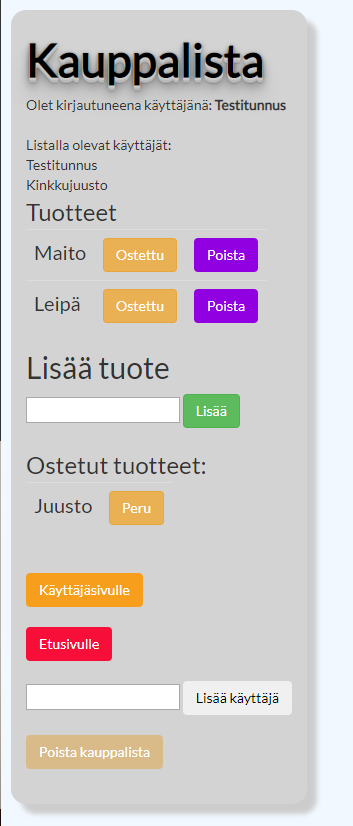 Kauppalista
Olet kirjautuneena käyttäjänä: Testitunnus
Listalla olevat käyttäjät:
Testitunnus
Kinkkujuusto
Tuotteet
Maito Ostettu Poista
Leipä Ostettu Poista
Lisää tuote
Lisää
Ostetut tuotteet:
Juusto Peru
Käyttäjäsivulle
Etusivulle
Lisää käyttäjä
Poista kauppalista